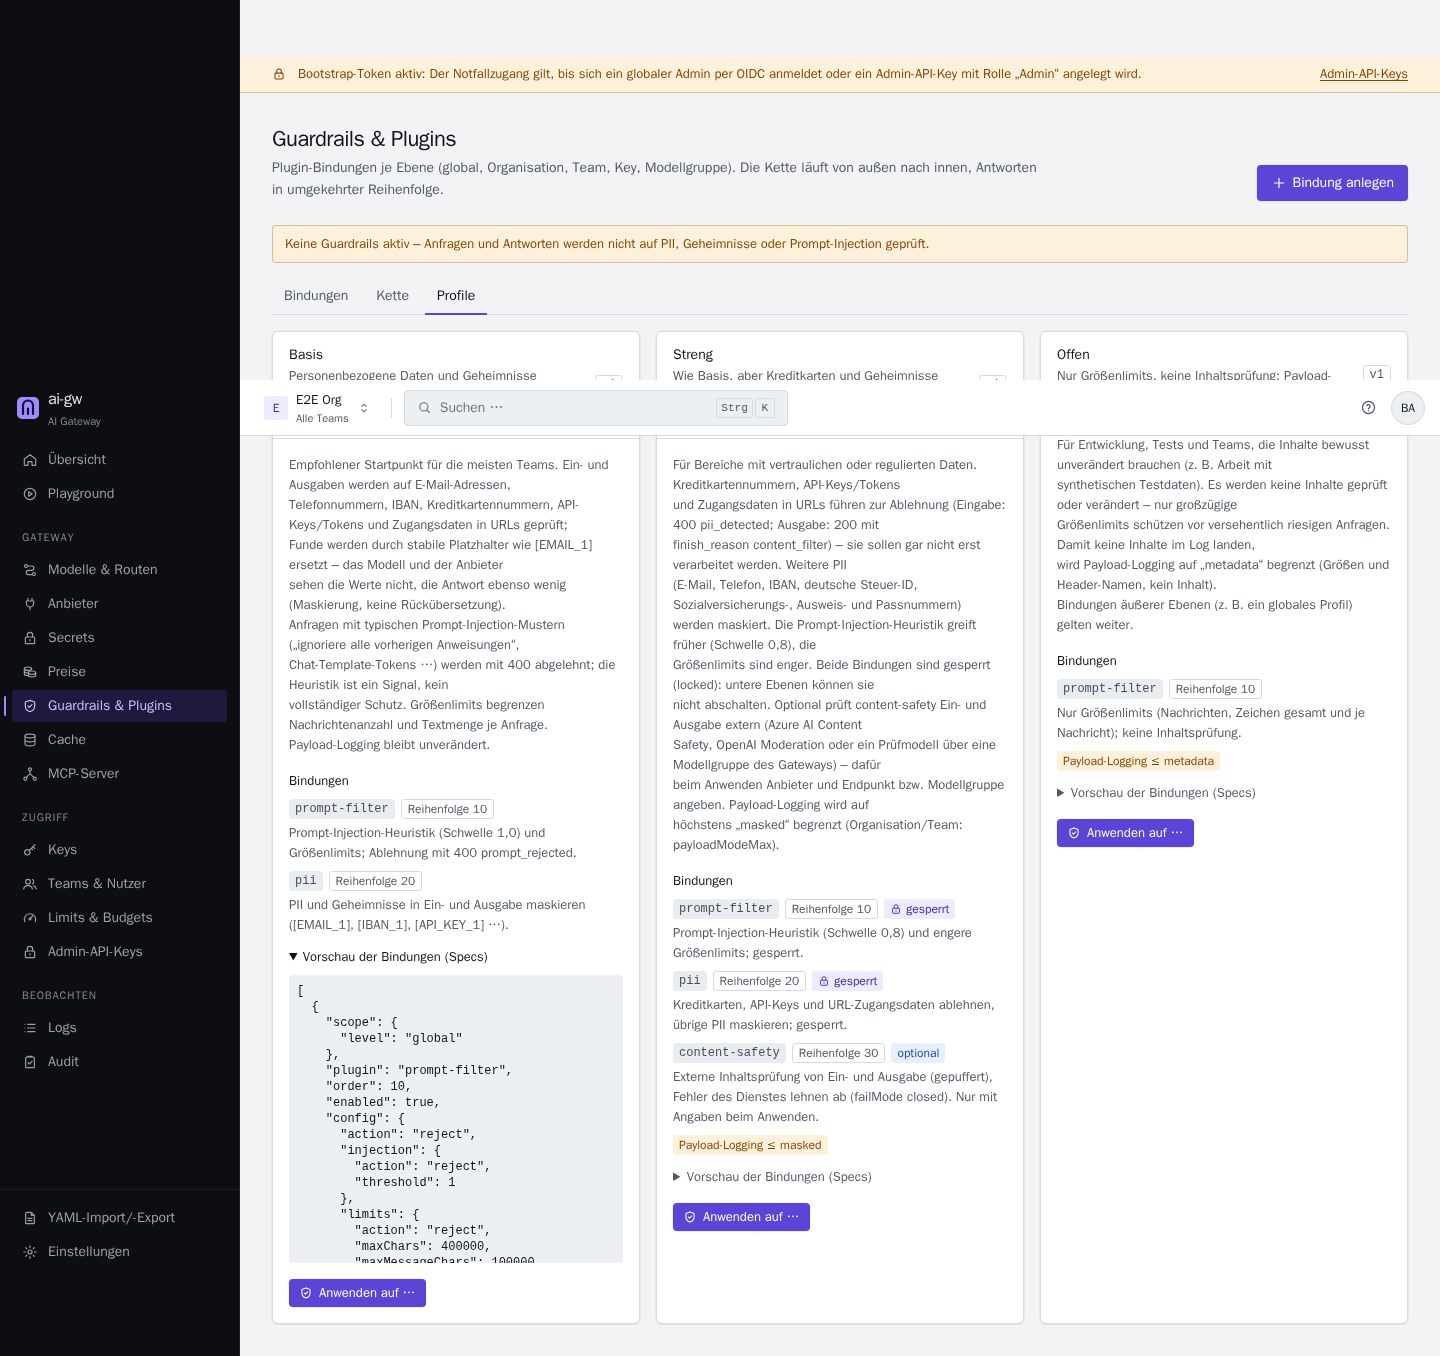 Bootstrap-Token aktiv: Der Notfallzugang gilt, bis sich ein globaler Admin per OIDC anmeldet oder ein Admin-API-Key mit Rolle „Admin“ angelegt wird.
Admin-API-Keys
Guardrails & Plugins
Plugin-Bindungen je Ebene (global, Organisation, Team, Key, Modellgruppe). Die Kette läuft von außen nach innen, Antworten
in umgekehrter Reihenfolge.
Bindung anlegen
Keine Guardrails aktiv – Anfragen und Antworten werden nicht auf PII, Geheimnisse oder Prompt-Injection geprüft.
Bindungen
Kette
Profile
ai-gw
AI Gateway
Übersicht
Playground
GATEWAY
Modelle & Routen
Anbieter
Secrets
Preise
Guardrails & Plugins
Cache
MCP-Server
ZUGRIFF
Keys
Teams & Nutzer
Limits & Budgets
Admin-API-Keys
BEOBACHTEN
Logs
Audit
YAML-Import/-Export
Einstellungen
E
E2E Org
Alle Teams
Suchen ⋯
Strg K
BA
Basis
Personenbezogene Daten und Geheimnisse
Empfohlener Startpunkt für die meisten Teams. Ein- und
Ausgaben werden auf E-Mail-Adressen,
Telefonnummern, IBAN, Kreditkartennummern, API-
Keys/Tokens und Zugangsdaten in URLs geprüft;
Funde werden durch stabile Platzhalter wie [EMAIL_1]
ersetzt – das Modell und der Anbieter
sehen die Werte nicht, die Antwort ebenso wenig
(Maskierung, keine Rückübersetzung).
Anfragen mit typischen Prompt-Injection-Mustern
(„ignoriere alle vorherigen Anweisungen“,
Chat-Template-Tokens ⋯) werden mit 400 abgelehnt; die
Heuristik ist ein Signal, kein
vollständiger Schutz. Größenlimits begrenzen
Nachrichtenanzahl und Textmenge je Anfrage.
Payload-Logging bleibt unverändert.
Bindungen
prompt-filter Reihenfolge 10
Prompt-Injection-Heuristik (Schwelle 1,0) und
Größenlimits; Ablehnung mit 400 prompt_rejected.
pii Reihenfolge 20
PII und Geheimnisse in Ein- und Ausgabe maskieren
([EMAIL_1], [IBAN_1], [API_KEY_1] ⋯).
Vorschau der Bindungen (Specs)
[
{
"scope": {
"level": "global"
},
"plugin": "prompt-filter",
"order": 10,
"enabled": true,
"config": {
"action": "reject",
"injection": {
"action": "reject",
"threshold": 1
},
"limits": {
"action": "reject",
"maxChars": 400000,
"maxMessageChars": 100000
Anwenden auf ⋯
Streng
Wie Basis, aber Kreditkarten und Geheimnisse
Für Bereiche mit vertraulichen oder regulierten Daten.
Kreditkartennummern, API-Keys/Tokens
und Zugangsdaten in URLs führen zur Ablehnung (Eingabe:
400 pii_detected; Ausgabe: 200 mit
finish_reason content_filter) – sie sollen gar nicht erst
verarbeitet werden. Weitere PII
(E-Mail, Telefon, IBAN, deutsche Steuer-ID,
Sozialversicherungs-, Ausweis- und Passnummern)
werden maskiert. Die Prompt-Injection-Heuristik greift
früher (Schwelle 0,8), die
Größenlimits sind enger. Beide Bindungen sind gesperrt
(locked): untere Ebenen können sie
nicht abschalten. Optional prüft content-safety Ein- und
Ausgabe extern (Azure AI Content
Safety, OpenAI Moderation oder ein Prüfmodell über eine
Modellgruppe des Gateways) – dafür
beim Anwenden Anbieter und Endpunkt bzw. Modellgruppe
angeben. Payload-Logging wird auf
höchstens „masked“ begrenzt (Organisation/Team:
payloadModeMax).
Bindungen
prompt-filter Reihenfolge 10 gesperrt
Prompt-Injection-Heuristik (Schwelle 0,8) und engere
Größenlimits; gesperrt.
pii Reihenfolge 20 gesperrt
Kreditkarten, API-Keys und URL-Zugangsdaten ablehnen,
übrige PII maskieren; gesperrt.
content-safety Reihenfolge 30 optional
Externe Inhaltsprüfung von Ein- und Ausgabe (gepuffert),
Fehler des Dienstes lehnen ab (failMode closed). Nur mit
Angaben beim Anwenden.
Payload-Logging ≤ masked
Vorschau der Bindungen (Specs)
Anwenden auf ⋯
Offen
Nur Größenlimits, keine Inhaltsprüfung; Payload-
v1
Für Entwicklung, Tests und Teams, die Inhalte bewusst
unverändert brauchen (z. B. Arbeit mit
synthetischen Testdaten). Es werden keine Inhalte geprüft
oder verändert – nur großzügige
Größenlimits schützen vor versehentlich riesigen Anfragen.
Damit keine Inhalte im Log landen,
wird Payload-Logging auf „metadata“ begrenzt (Größen und
Header-Namen, kein Inhalt).
Bindungen äußerer Ebenen (z. B. ein globales Profil)
gelten weiter.
Bindungen
prompt-filter Reihenfolge 10
Nur Größenlimits (Nachrichten, Zeichen gesamt und je
Nachricht); keine Inhaltsprüfung.
Payload-Logging ≤ metadata
Vorschau der Bindungen (Specs)
Anwenden auf ⋯